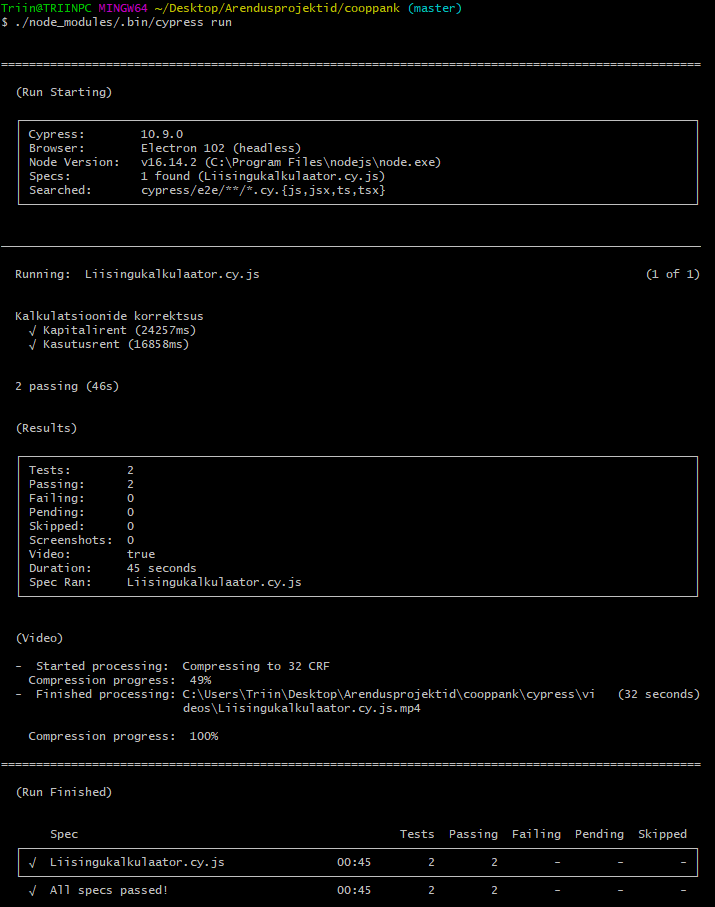 Triin@TRIINPC MINGW64 ~/Desktop/Arendusprojektid/cooppank (master)
$ ./node_modules/.bin/cypress run
====================================================================================================
(Run Starting)
Cypress: 10.9.0
Browser: Electron 102 (headless)
Node Version: v16.14.2 (C:\Program Files\nodejs\node.exe)
Specs: 1 found (Liisingukalkulaator.cy.js)
Searched: cypress/e2e/**/*.cy.{js,jsx,ts,tsx}
Running: Liisingukalkulaator.cy.js (1 of 1)
Kalkulatsioonide korrektsus
√ Kapitalirent (24257ms)
√ Kasutusrent (16858ms)
2 passing (46s)
(Results)
Tests: 2
Passing: 2
Failing: 0
Pending: 0
Skipped: 0
Screenshots: 0
Video: true
Duration: 45 seconds
Spec Ran: Liisingukalkulaator.cy.js
(Video)
- Started processing: Compressing to 32 CRF
Compression progress: 49%
- Finished processing: C:\Users\Triin\Desktop\Arendusprojektid\cooppank\cypress\vi (32 seconds)
deos\Liisingukalkulaator.cy.js.mp4
Compression progress: 100%
====================================================================================================
(Run Finished)
Spec Tests Passing Failing Pending Skipped
√ Liisingukalkulaator.cy.js 00:45 2 2 - - -
√ All specs passed! 00:45 2 2 - - -